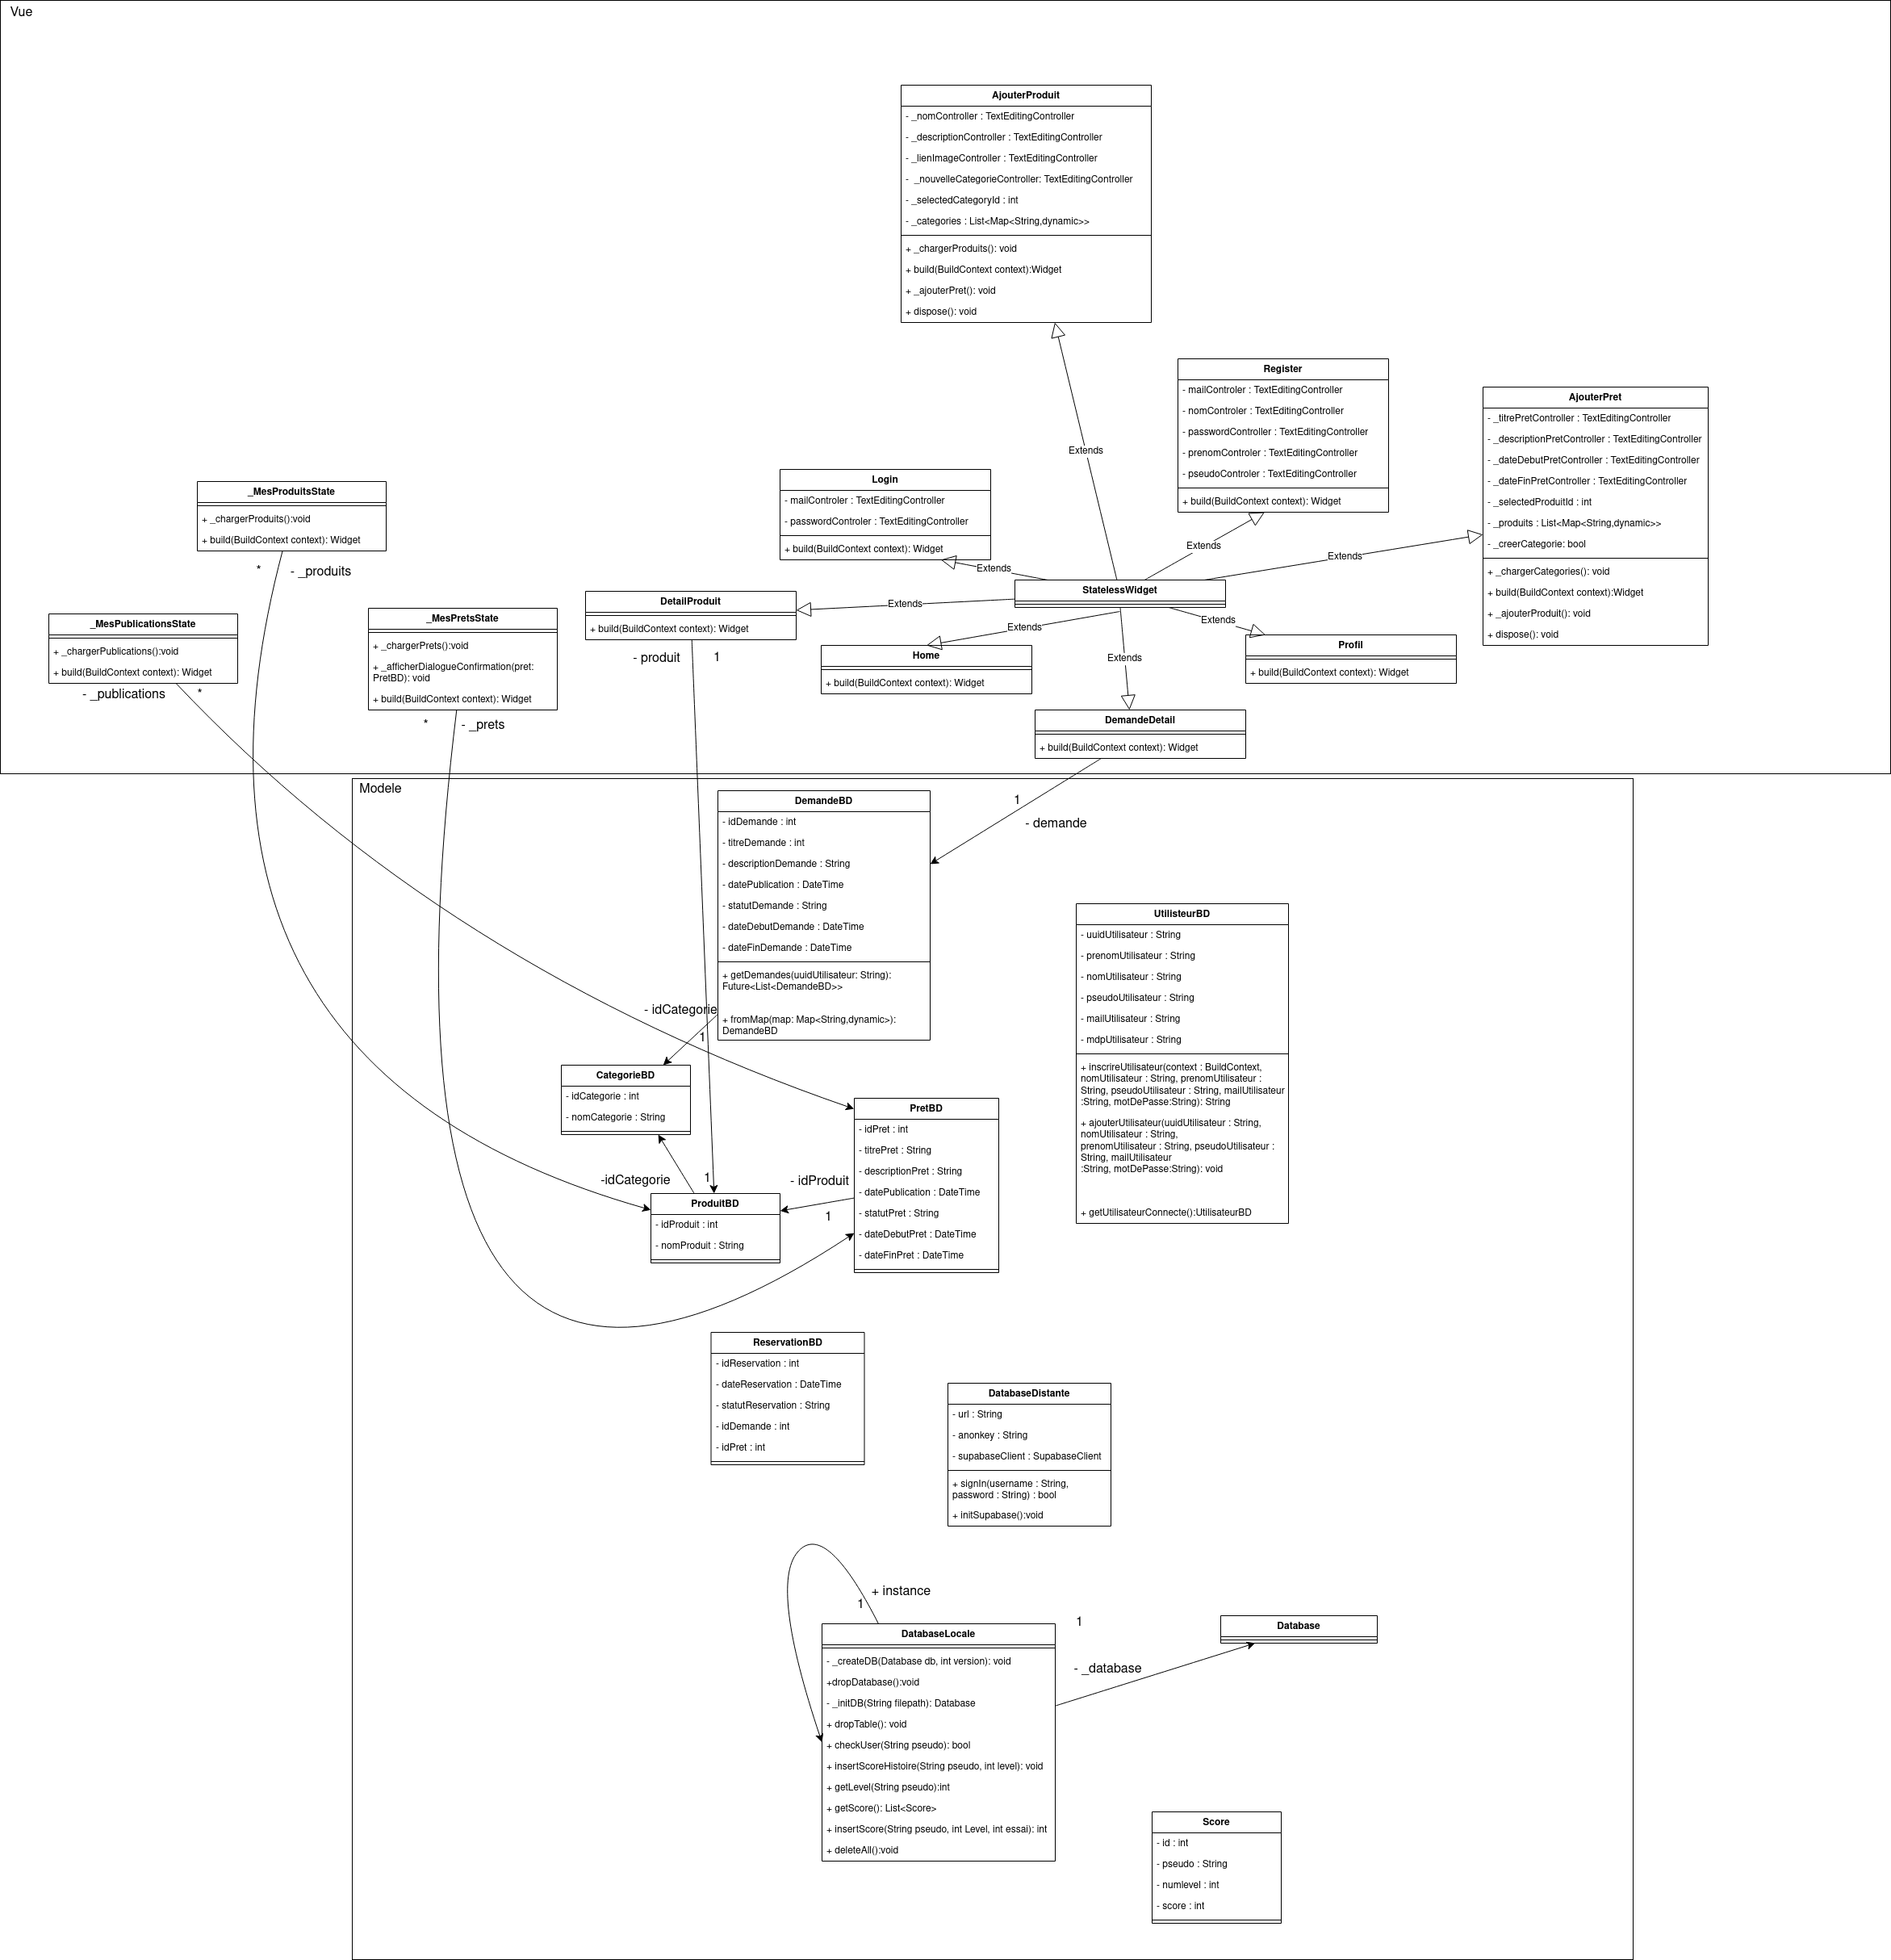 Vue
AjouterProduit
- _nomController : TextEditingController
- _descriptionController : TextEditingController
- _lienImageController : TextEditingController
-  _nouvelleCategorieController: TextEditingController
- _selectedCategoryId : int
- _categories : List<Map<String,dynamic>>
+ _chargerProduits(): void
+ build(BuildContext context):Widget
+ _ajouterPret(): void
+ dispose(): void
Extends
Register
- mailControler : TextEditingController
- nomControler : TextEditingController
- passwordController : TextEditingController
- prenomControler : TextEditingController
- pseudoControler : TextEditingController
+ build(BuildContext context): Widget
Extends
AjouterPret
- _titrePretController : TextEditingController
- _descriptionPretController : TextEditingController
- _dateDebutPretController : TextEditingController
- _dateFinPretController : TextEditingController
- _selectedProduitId : int
- _produits : List<Map<String,dynamic>>
- _creerCategorie: bool
+ _chargerCategories(): void
+ build(BuildContext context):Widget
+ _ajouterProduit(): void
+ dispose(): void
Extends
Login
- mailControler : TextEditingController
- passwordControler : TextEditingController
+ build(BuildContext context): Widget
Extends
_MesProduitsState
+ _chargerProduits():void
+ build(BuildContext context): Widget
*
- _produits
_MesPublicationsState
+ _chargerPublications():void
+ build(BuildContext context): Widget
- _publications
*
_MesPretsState
+ _chargerPrets():void
+ _afficherDialogueConfirmation(pret:
PretBD): void
+ build(BuildContext context): Widget
*
- _prets
DetailProduit
+ build(BuildContext context): Widget
- produit
1
Extends
StatelessWidget
Extends
Home
+ build(BuildContext context): Widget
Extends
Extends
Profil
+ build(BuildContext context): Widget
DemandeDetail
+ build(BuildContext context): Widget
Modele
1
- demande
DemandeBD
- idDemande : int
- titreDemande : int
- descriptionDemande : String
- datePublication : DateTime
- statutDemande : String
- dateDebutDemande : DateTime
- dateFinDemande : DateTime
+ getDemandes(uuidUtilisateur: String):
Future<List<DemandeBD>>
+ fromMap(map: Map<String,dynamic>):
DemandeBD
- idCategorie
1
UtilisteurBD
- uuidUtilisateur : String
- prenomUtilisateur : String
- nomUtilisateur : String
- pseudoUtilisateur : String
- mailUtilisateur : String
- mdpUtilisateur : String
+ inscrireUtilisateur(context : BuildContext,
nomUtilisateur : String, prenomUtilisateur :
String, pseudoUtilisateur : String, mailUtilisateur
:String, motDePasse:String): String
+ ajouterUtilisateur(uuidUtilisateur : String,
nomUtilisateur : String,
prenomUtilisateur : String, pseudoUtilisateur :
String, mailUtilisateur
:String, motDePasse:String): void
+ getUtilisateurConnecte():UtilisateurBD
CategorieBD
- idCategorie : int
- nomCategorie : String
-idCategorie
1
PretBD
- idPret : int
- titrePret : String
- descriptionPret : String
- datePublication : DateTime
- statutPret : String
- dateDebutPret : DateTime
- dateFinPret : DateTime
- idProduit
1
ProduitBD
- idProduit : int
- nomProduit : String
ReservationBD
- idReservation : int
- dateReservation : DateTime
- statutReservation : String
- idDemande : int
- idPret : int
DatabaseDistante
- url : String
- anonkey : String
- supabaseClient : SupabaseClient
+ signIn(username : String,
password : String) : bool
+ initSupabase():void
+ instance
1
DatabaseLocale
- _createDB(Database db, int version): void
+dropDatabase():void
- _initDB(String filepath): Database
+ dropTable(): void
+ checkUser(String pseudo): bool
+ insertScoreHistoire(String pseudo, int level): void
+ getLevel(String pseudo):int
+ getScore(): List<Score>
+ insertScore(String pseudo, int Level, int essai): int
+ deleteAll():void
1
- _database
Database
Score
- id : int
- pseudo : String
- numlevel : int
- score : int